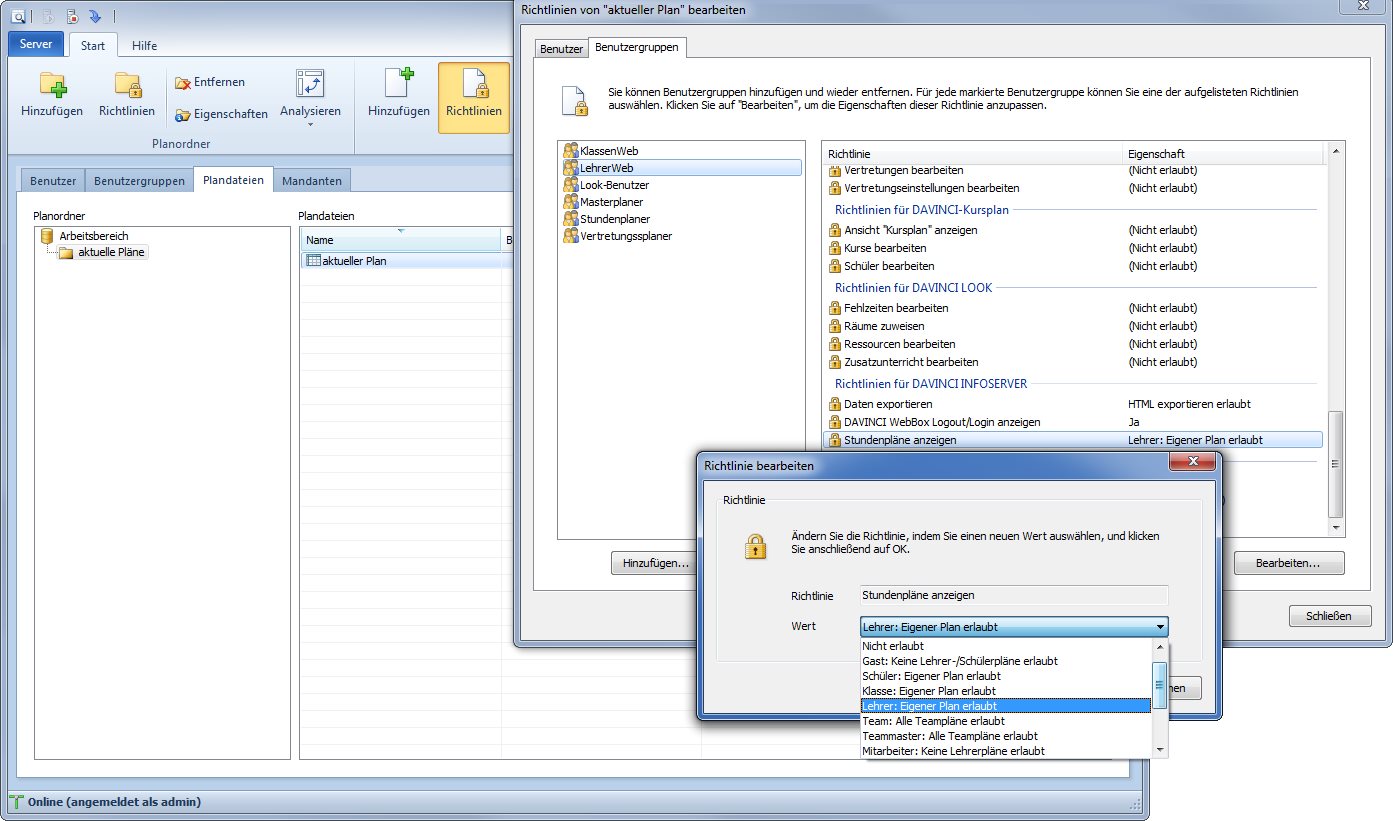 Server
Start
Hilfe
Hinzufügen
Richtlinien
Entfernen
Eigenschaften
Analysieren
Planordner
Hinzufügen
Richtlinien
Benutzer
Benutzergruppen
Plandateien
Mandanten
Planordner
Arbeitsbereich
aktuelle Pläne
Plandateien
Name
B
aktueller Plan
Online (angemeldet als admin)
Richtlinien von "aktueller Plan" bearbeiten
Benutzer
Benutzergruppen
Sie können Benutzergruppen hinzufügen und wieder entfernen. Für jede markierte Benutzergruppe können Sie eine der aufgelisteten Richtlinien
auswählen. Klicken Sie auf "Bearbeiten", um die Eigenschaften dieser Richtlinie anzupassen.
KlassenWeb
LehrerWeb
Look-Benutzer
Masterplaner
Stundenplaner
Vertretungssplaner
Richtlinie Eigenschaft
Vertretungen bearbeiten (Nicht erlaubt)
Vertretungseinstellungen bearbeiten (Nicht erlaubt)
Richtlinien für DAVINCI-Kursplan
Ansicht "Kursplan" anzeigen (Nicht erlaubt)
Kurse bearbeiten (Nicht erlaubt)
Schüler bearbeiten (Nicht erlaubt)
Richtlinien für DAVINCI LOOK
Fehlzeiten bearbeiten (Nicht erlaubt)
Räume zuweisen (Nicht erlaubt)
Ressourcen bearbeiten (Nicht erlaubt)
Zusatzunterricht bearbeiten (Nicht erlaubt)
Richtlinien für DAVINCI INFOSERVER
Daten exportieren HTML exportieren erlaubt
DAVINCI WebBox Logout/Login anzeigen Ja
Stundenpläne anzeigen Lehrer: Eigener Plan erlaubt
Hinzufügen...
Bearbeiten...
Schließen
Richtlinie bearbeiten
Richtlinie
Ändern Sie die Richtlinie, indem Sie einen neuen Wert auswählen, und klicken
Sie anschließend auf OK.
Richtlinie Stundenpläne anzeigen
Wert Lehrer: Eigener Plan erlaubt
Nicht erlaubt
Gast: Keine Lehrer-/Schülerpläne erlaubt
Schüler: Eigener Plan erlaubt
Klasse: Eigener Plan erlaubt
Lehrer: Eigener Plan erlaubt
Team: Alle Teampläne erlaubt
Teammaster: Alle Teampläne erlaubt
Mitarbeiter: Keine Lehrerpläne erlaubt